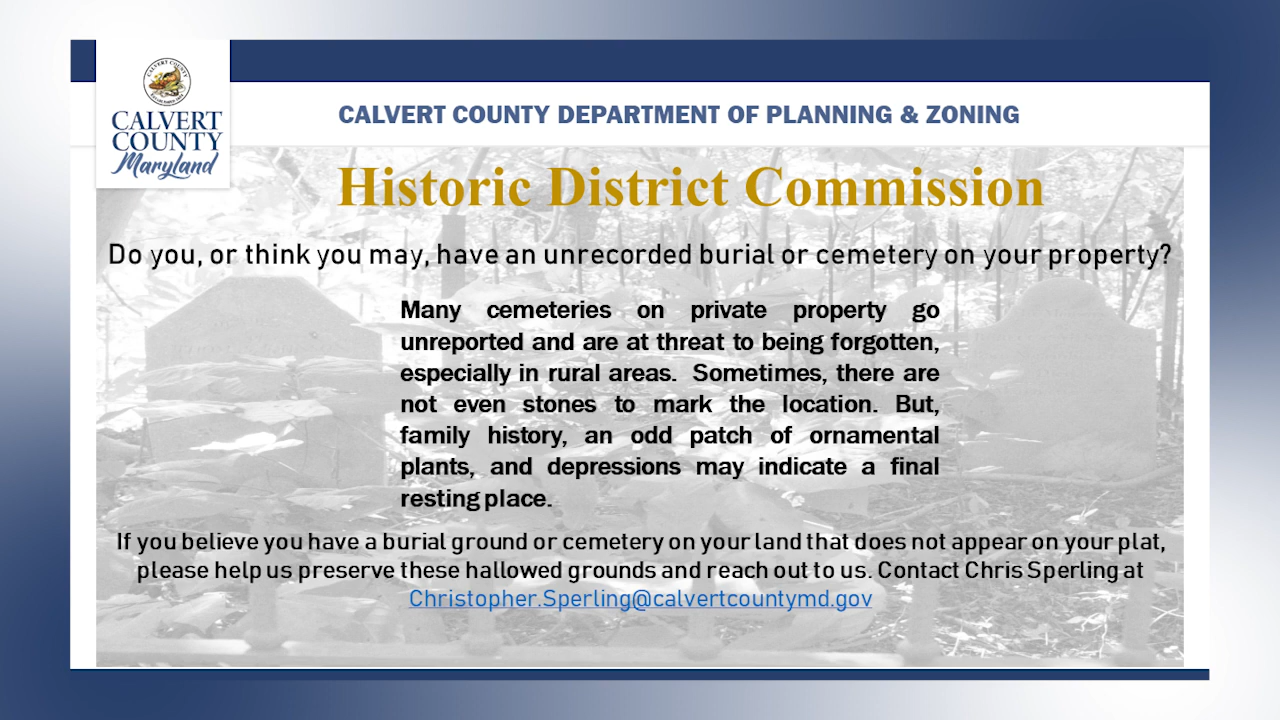 CALVERT COUNTY
CALVERT
COUNTY
Maryland
CALVERT COUNTY DEPARTMENT OF PLANNING & ZONING
Historic District Commission
Do you, or think you may, have an unrecorded burial or cemetery on your property?
Many cemeteries on private property go
unreported and are at threat to being forgotten,
especially in rural areas.  Sometimes, there are
not even stones to mark the location. But,
family history, an odd patch of ornamental
plants, and depressions may indicate a final
resting place.
If you believe you have a burial ground or cemetery on your land that does not appear on your plat,
please help us preserve these hallowed grounds and reach out to us. Contact Chris Sperling at
Christopher.Sperling@calvertcountymd.gov